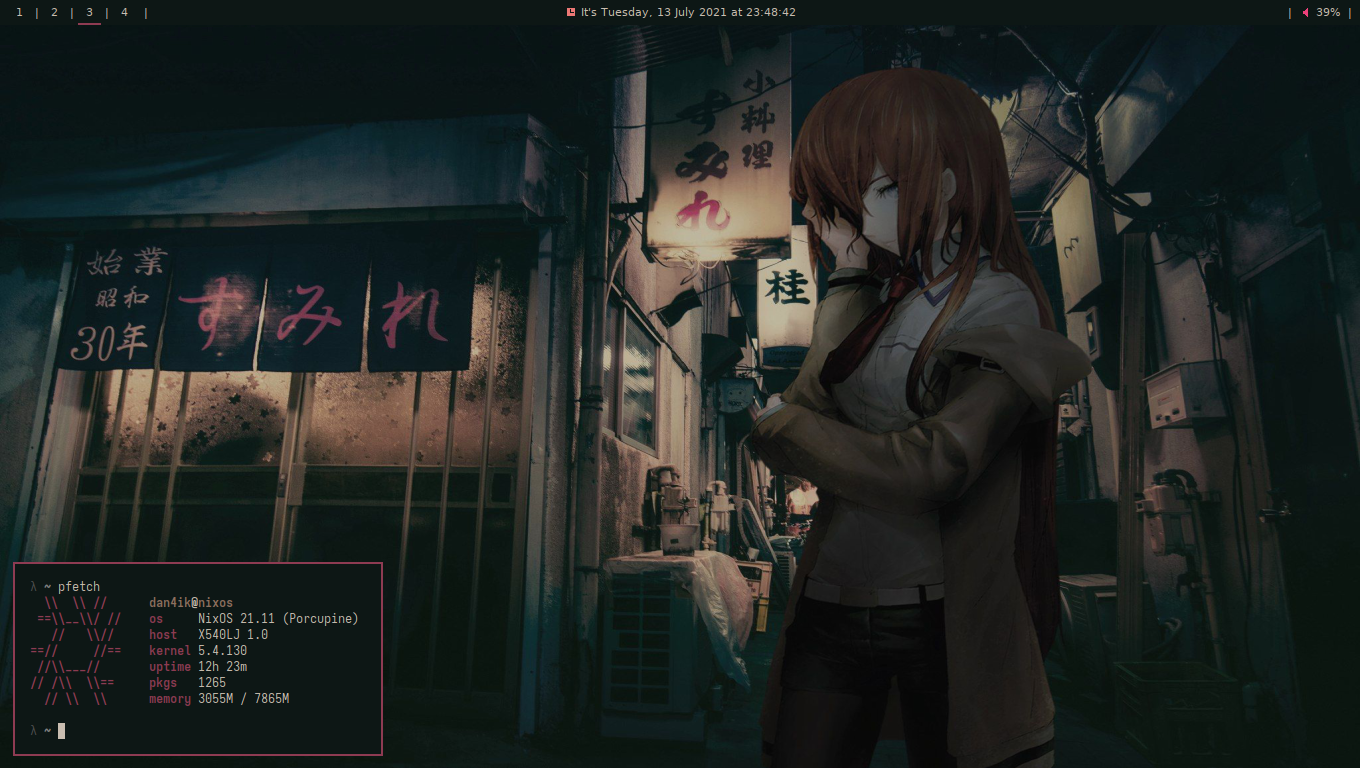 1 | 2 | 3 | 4 |
It's Tuesday, 13 July 2021 at 23:48:42
| 39% |
小料理
すみれ
桂
始業
昭和
30年
すみれ
λ ~ pfetch
  \\  \\ //     dan4ik@nixos
 ==\\__\\/ //   os     NixOS 21.11 (Porcupine)
   //   \\//    host   X540LJ 1.0
==//     //==   kernel 5.4.130
 //\\___//      uptime 12h 23m
// /\\  \\==    pkgs   1265
  // \\  \\     memory 3055M / 7865M
λ ~